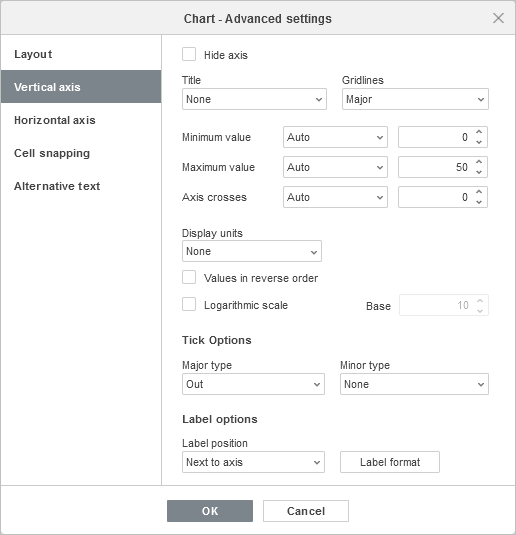 Chart - Advanced settings
Layout
Vertical axis
Horizontal axis
Cell snapping
Alternative text
Hide axis
Title Gridlines
None Major
Minimum value Auto 0
Maximum value Auto 50
Axis crosses Auto 0
Display units
None
Values in reverse order
Logarithmic scale Base 10
Tick Options
Major type Minor type
Out None
Label options
Label position
Next to axis Label format
OK Cancel